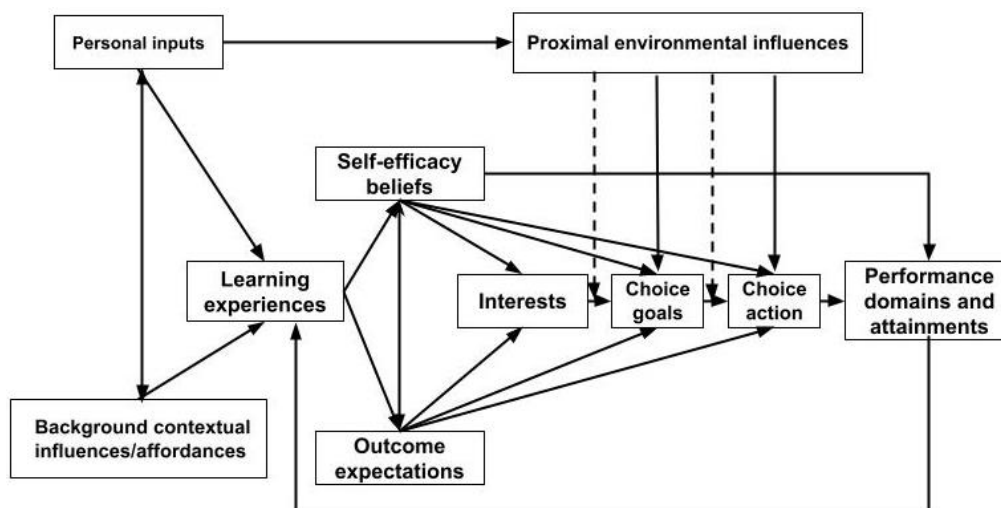 Personal inputs
Proximal environmental influences
Self-efficacy
beliefs
Learning
experiences
Interests
Choice
goals
Choice
action
Performance
domains and
attainments
Background contextual
influences/affordances
Outcome
expectations